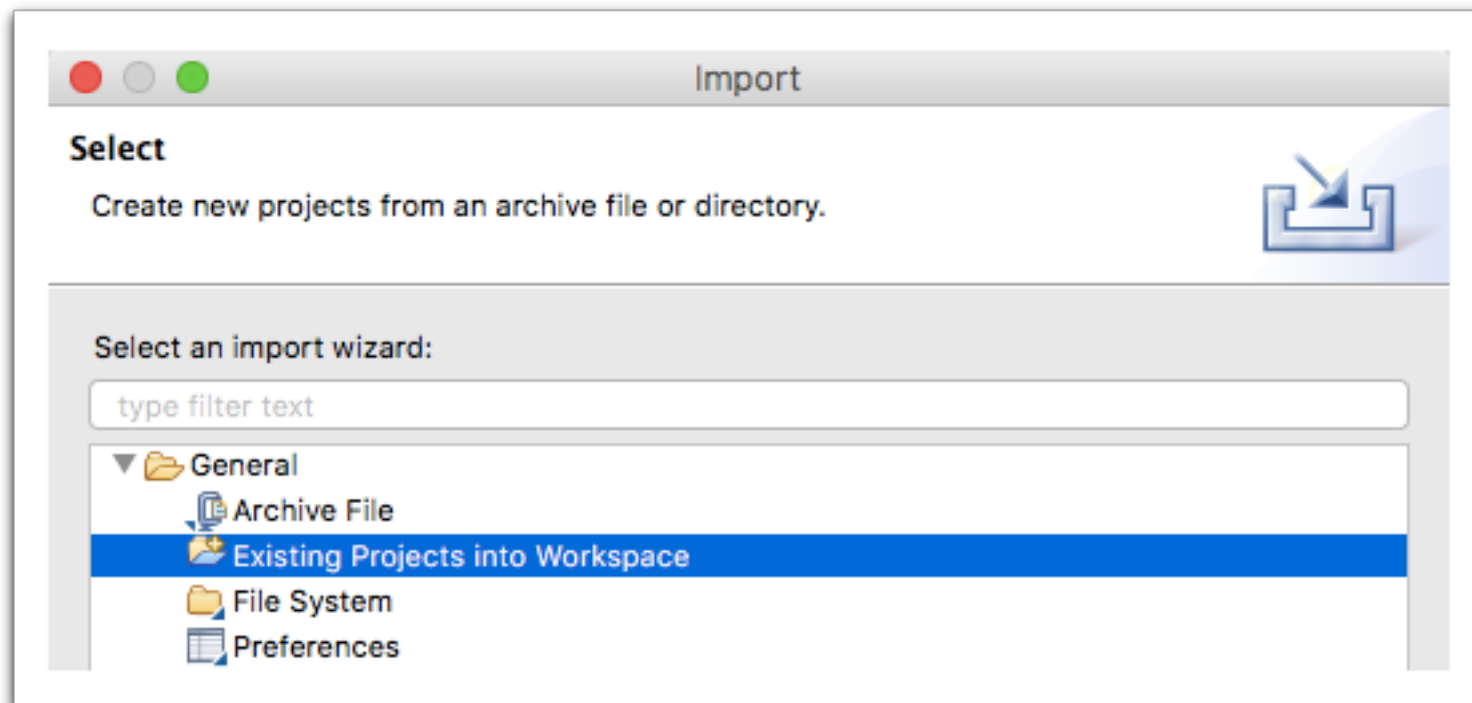 Import
Select
Create new projects from an archive file or directory.
Select an import wizard:
type filter text
General
Archive File
Existing Projects into Workspace
File System
Preferences